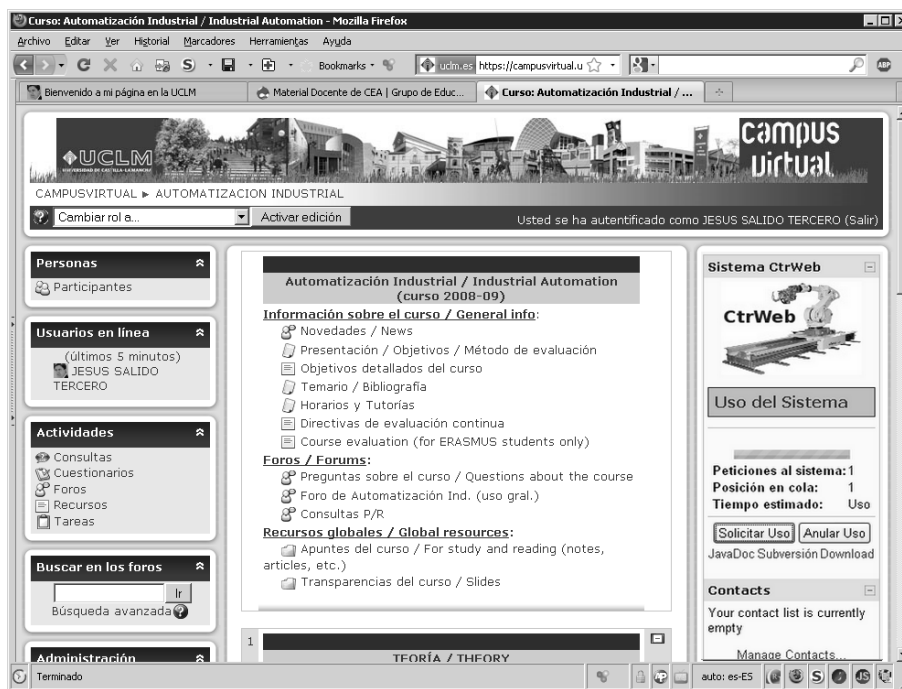 Curso: Automatización Industrial / Industrial Automation - Mozilla Firefox
Archivo Editar Ver Historial Marcadores Herramientas Ayuda
Bookmarks uclm.es https://campusvirtual.u
ABP
Bienvenido a mi página en la UCLM
Material Docente de CEA | Grupo de Educ...
Curso: Automatización Industrial / ...
UCLM
UNIVERSIDAD DE CASTILLA-LA MANCHA
campus
virtual
CAMPUSVIRTUAL ► AUTOMATIZACION INDUSTRIAL
Cambiar rol a...
Activar edición
Usted se ha autentificado como JESUS SALIDO TERCERO (Salir)
Personas
Participantes
Usuarios en línea
(últimos 5 minutos)
JESUS SALIDO
TERCERO
Actividades
Consultas
Cuestionarios
Foros
Recursos
Tareas
Buscar en los foros
Ir
Búsqueda avanzada
Administración
Automatización Industrial / Industrial Automation
(curso 2008-09)
Información sobre el curso / General info:
Novedades / News
Presentación / Objetivos / Método de evaluación
Objetivos detallados del curso
Temario / Bibliografía
Horarios y Tutorías
Directivas de evaluación continua
Course evaluation (for ERASMUS students only)
Foros / Forums:
Preguntas sobre el curso / Questions about the course
Foro de Automatización Ind. (uso gral.)
Consultas P/R
Recursos globales / Global resources:
Apuntes del curso / For study and reading (notes,
articles, etc.)
Transparencias del curso / Slides
1
TEORÍA / THEORY
Sistema CtrWeb
CtrWeb
Uso del Sistema
Peticiones al sistema: 1
Posición en cola: 1
Tiempo estimado: Uso
Solicitar Uso Anular Uso
JavaDoc Subversión Download
Contacts
Your contact list is currently
empty
Manage Contacts...
Terminado
auto: es-ES